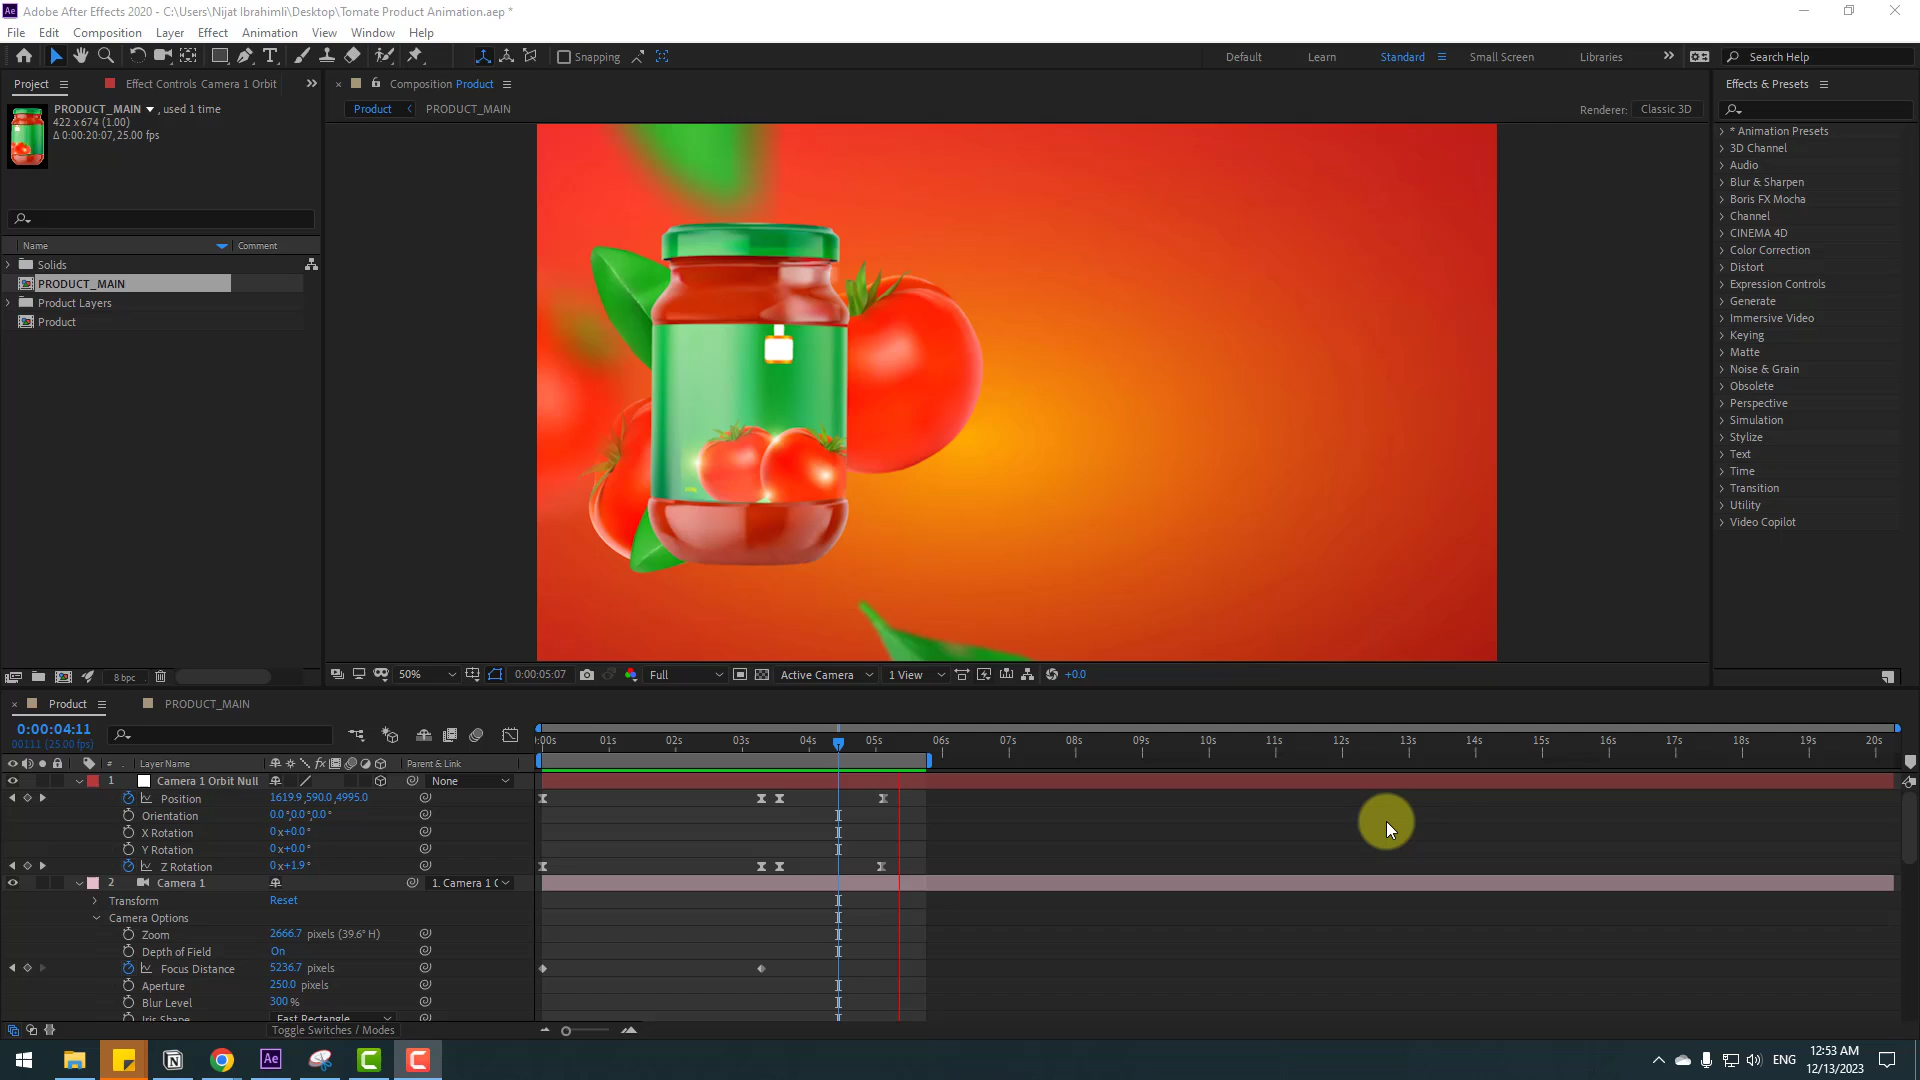 Adobe After Effects 2020 - C:\Users\Nijat Ibrahimli\Desktop\Tomate Product Animation.aep *
File Edit Composition Layer Effect Animation View Window Help
Snapping
Default Learn Standard Small Screen Libraries Search Help
Project Effect Controls Camera 1 Orbit
Composition Product
Effects & Presets
PRODUCT_MAIN , used 1 time
422 x 674 (1.00)
Δ 0:00:20:07, 25.00 fps
Product PRODUCT_MAIN
Renderer: Classic 3D
Name Comment
Solids
PRODUCT_MAIN
Product Layers
Product
* Animation Presets
3D Channel
Audio
Blur & Sharpen
Boris FX Mocha
Channel
CINEMA 4D
Color Correction
Distort
Expression Controls
Generate
Immersive Video
Keying
Matte
Noise & Grain
Obsolete
Perspective
Simulation
Stylize
Text
Time
Transition
Utility
Video Copilot
8 bpc
50% 0:00:05:07 Full Active Camera 1 View +0.0
Product PRODUCT_MAIN
0:00:04:11
00111 (25.00 fps)
:00s 01s 02s 03s 04s 05s 06s 07s 08s 09s 10s 11s 12s 13s 14s 15s 16s 17s 18s 19s 20s
# Layer Name Parent & Link
1 Camera 1 Orbit Null None
Position 1619.9,590.0,4995.0
Orientation 0.0°,0.0°,0.0°
X Rotation 0x+0.0°
Y Rotation 0x+0.0°
Z Rotation 0x+1.9°
2 Camera 1 1. Camera 1 O
Transform Reset
Camera Options
Zoom 2666.7 pixels (39.6° H)
Depth of Field On
Focus Distance 5236.7 pixels
Aperture 250.0 pixels
Blur Level 300 %
Iris Shape Fast Rectangle
Toggle Switches / Modes
ENG
12:53 AM
12/13/2023